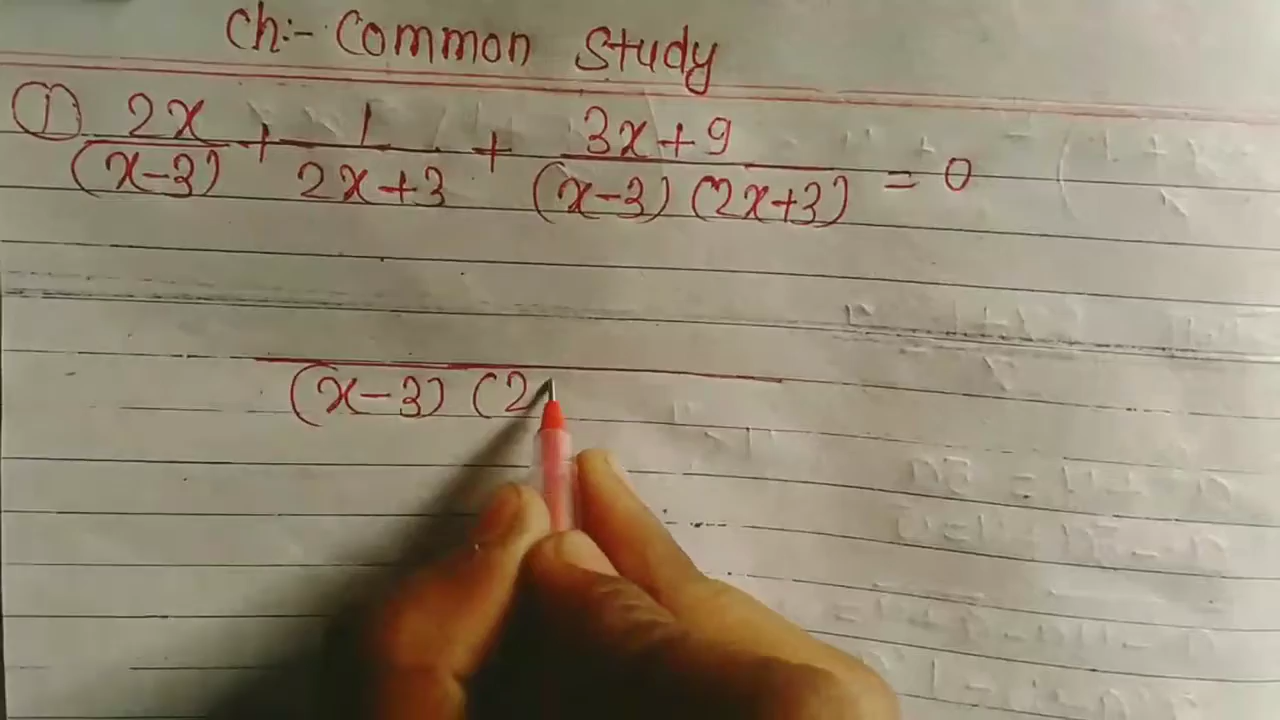 Ch:- Common Study
① 2x/(x-3) + 1/2x+3 + 3x+9/(x-3)(2x+3) = 0
(x-3) (2